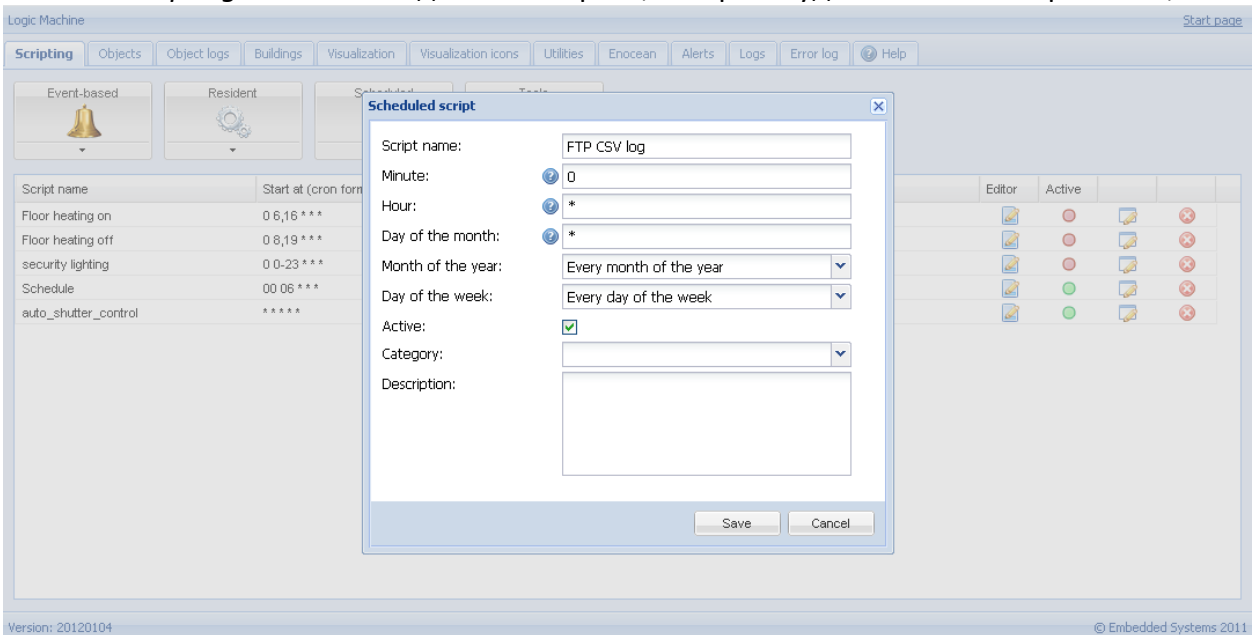 Logic Machine Start page
Scripting Objects Object logs Buildings Visualization Visualization icons Utilities Enocean Alerts Logs Error log Help
Event-based Resident
Scheduled script
Script name: FTP CSV log
Minute: 0
Hour: *
Day of the month: *
Month of the year: Every month of the year
Day of the week: Every day of the week
Active:
Category:
Description:
Save Cancel
Script name Start at (cron form Editor Active
Floor heating on 0 6,16 * * *
Floor heating off 0 8,19 * * *
security lighting 0 0-23 * * *
Schedule 00 06 * * *
auto_shutter_control * * * * *
Version: 20120104 © Embedded Systems 2011